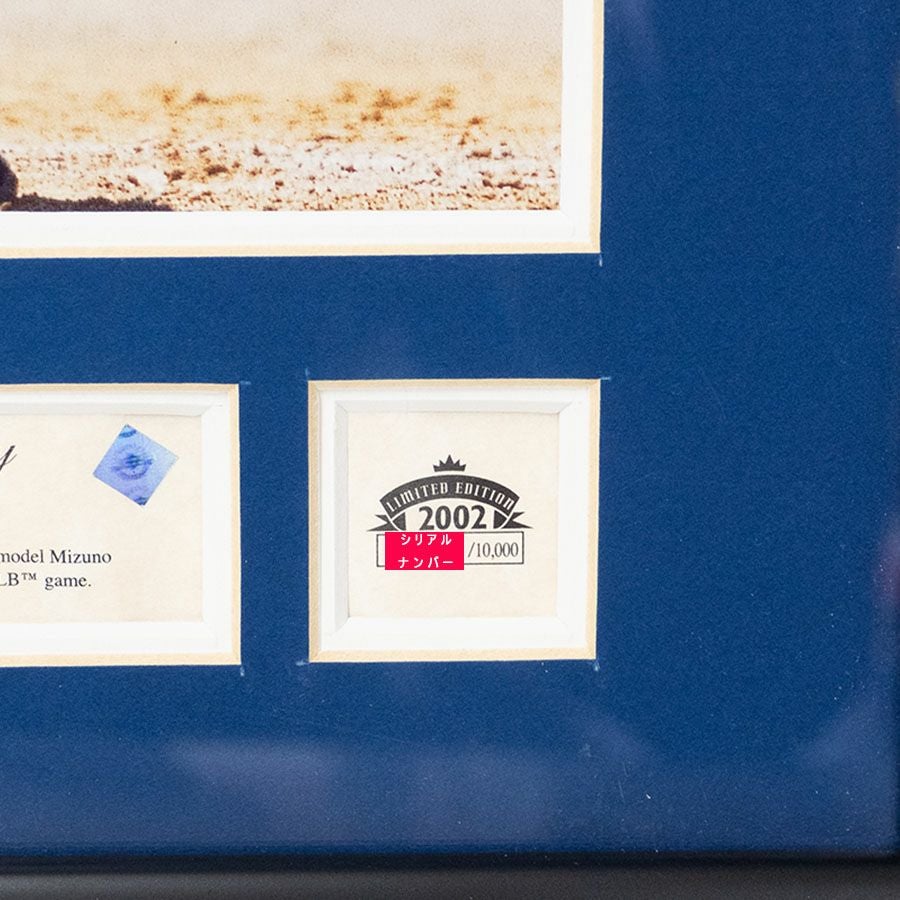 model Mizuno
LB™ game.
LIMITED EDITION
2002
シリアル
ナンバー
/10,000